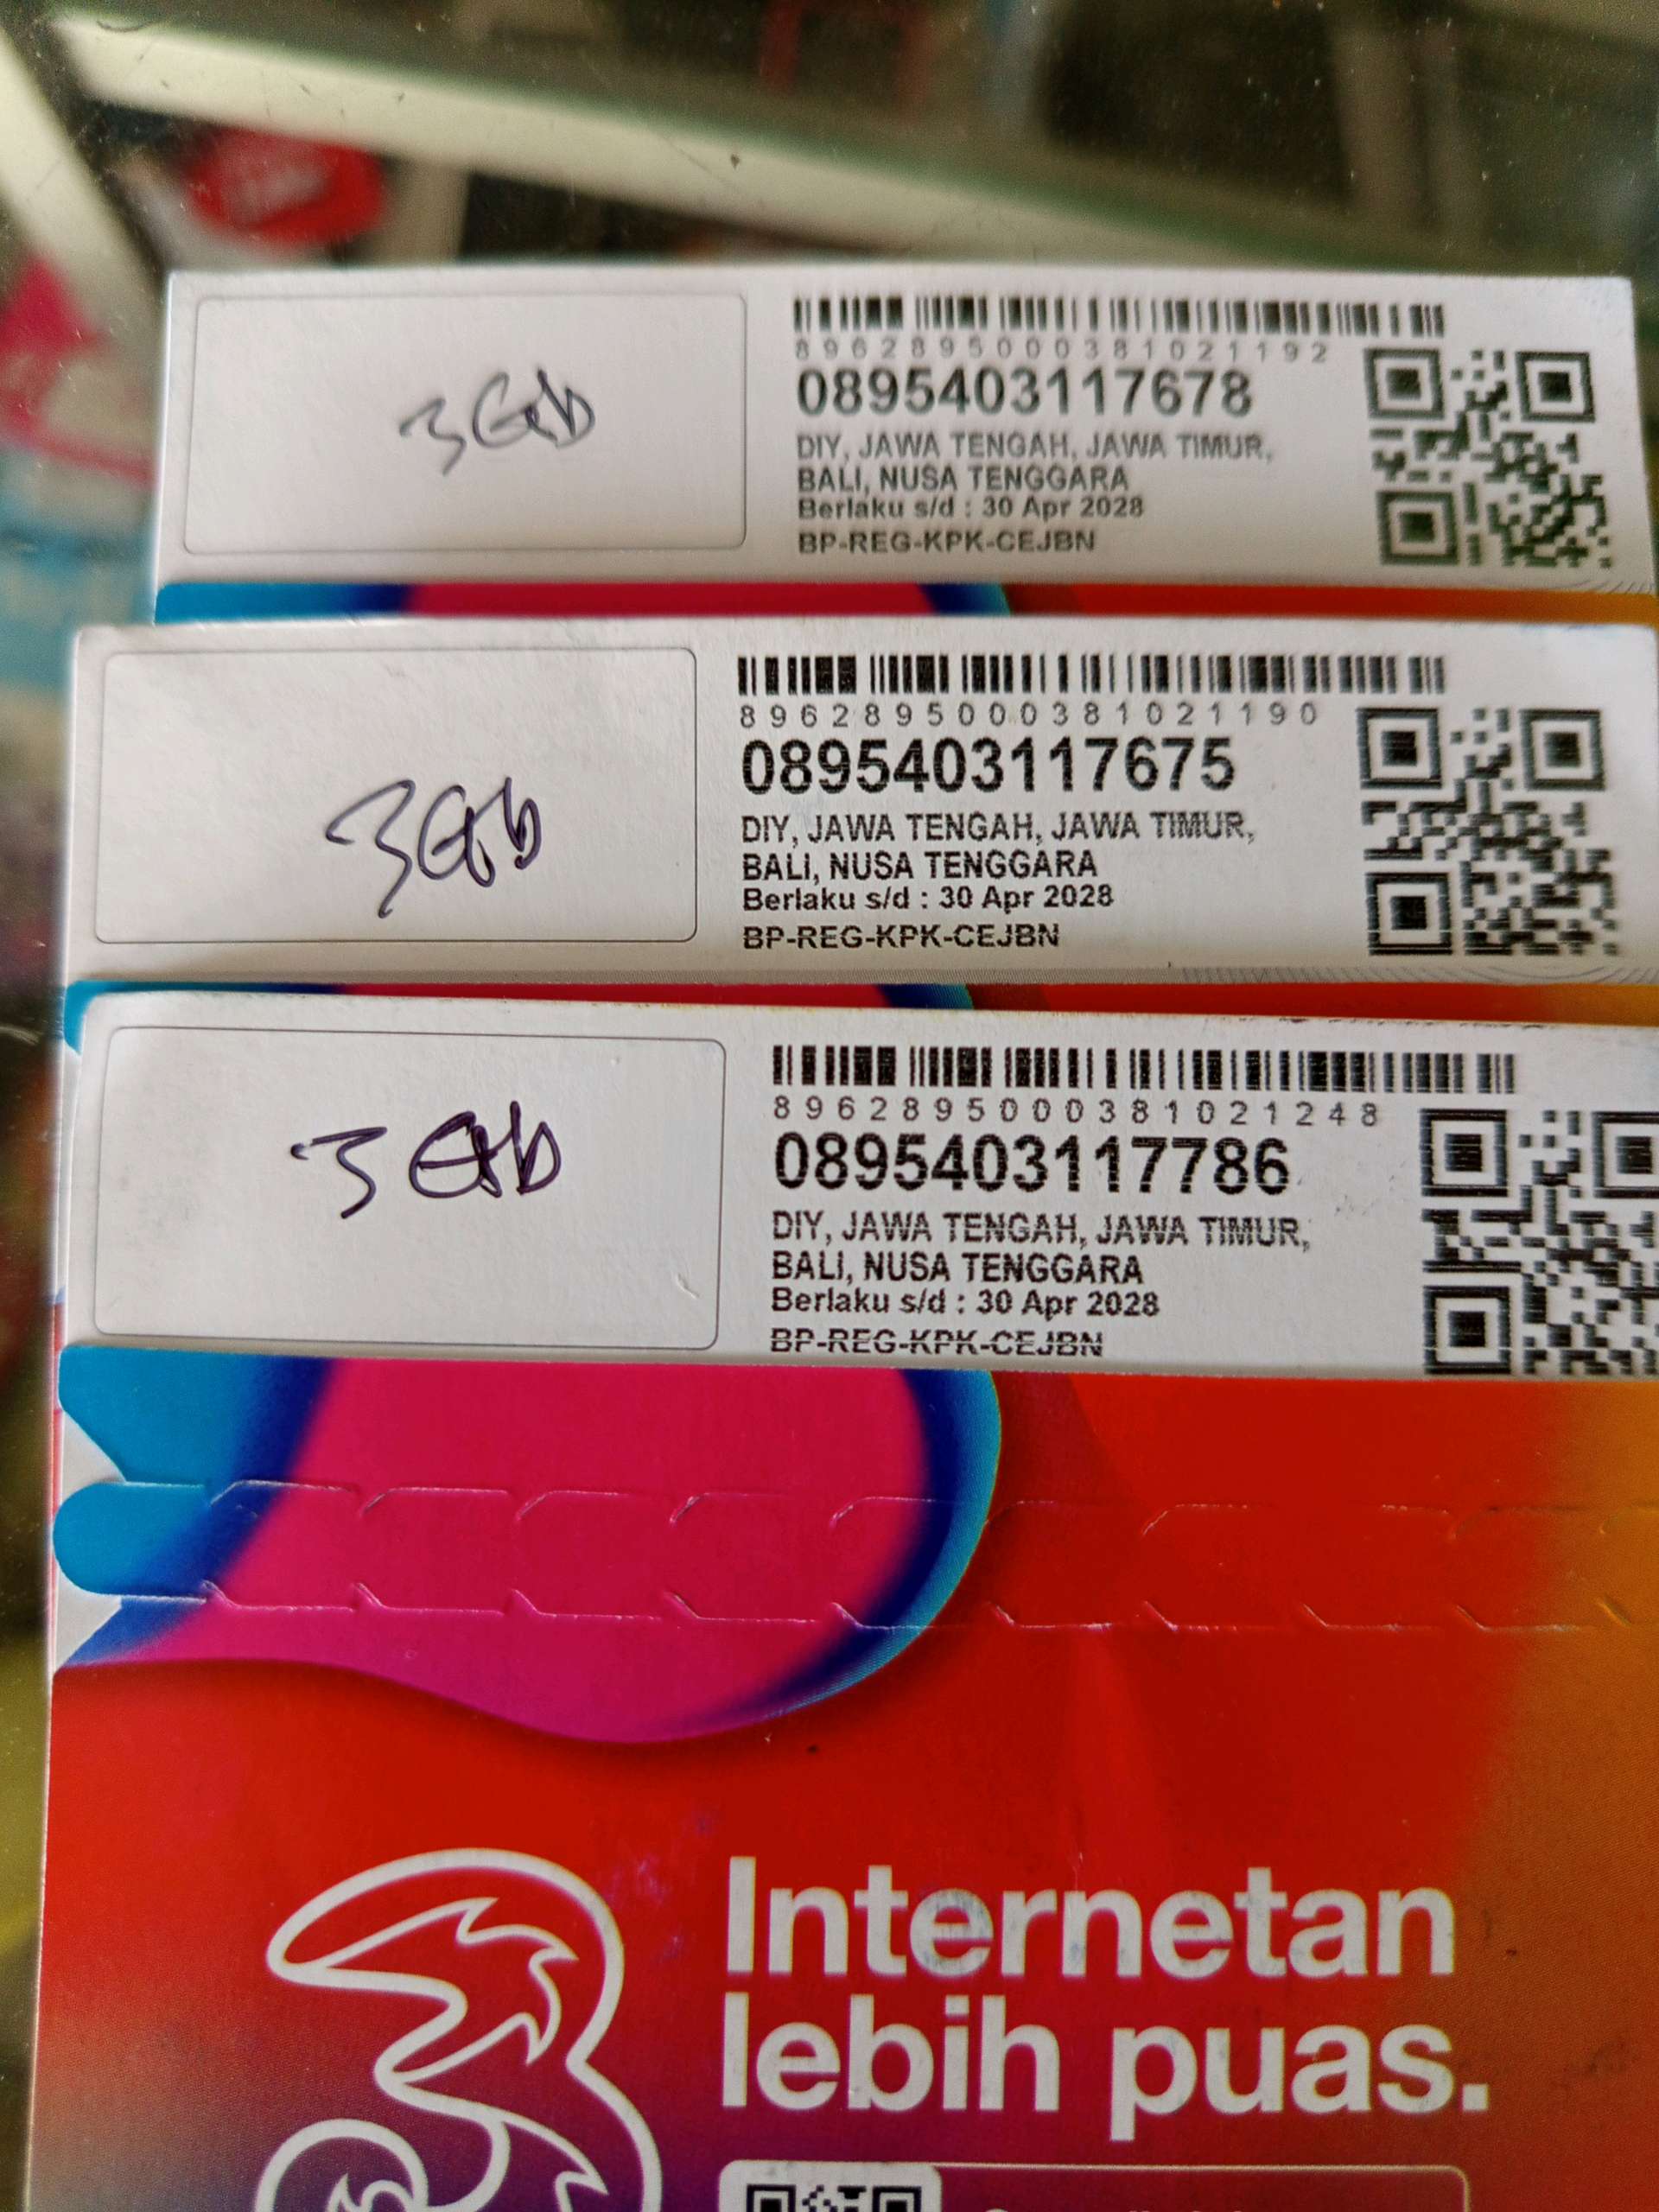 3Gb
8962895000381021192
0895403117678
DIY, JAWA TENGAH, JAWA TIMUR,
BALI, NUSA TENGGARA
Berlaku s/d : 30 Apr 2028
BP-REG-KPK-CEJBN
3Gb
8962895000381021190
0895403117675
DIY, JAWA TENGAH, JAWA TIMUR,
BALI, NUSA TENGGARA
Berlaku s/d : 30 Apr 2028
BP-REG-KPK-CEJBN
3Gb
8962895000381021248
0895403117786
DIY, JAWA TENGAH, JAWA TIMUR,
BALI, NUSA TENGGARA
Berlaku s/d : 30 Apr 2028
BP-REG-KPK-CEJBN
3
Internetan
lebih puas.